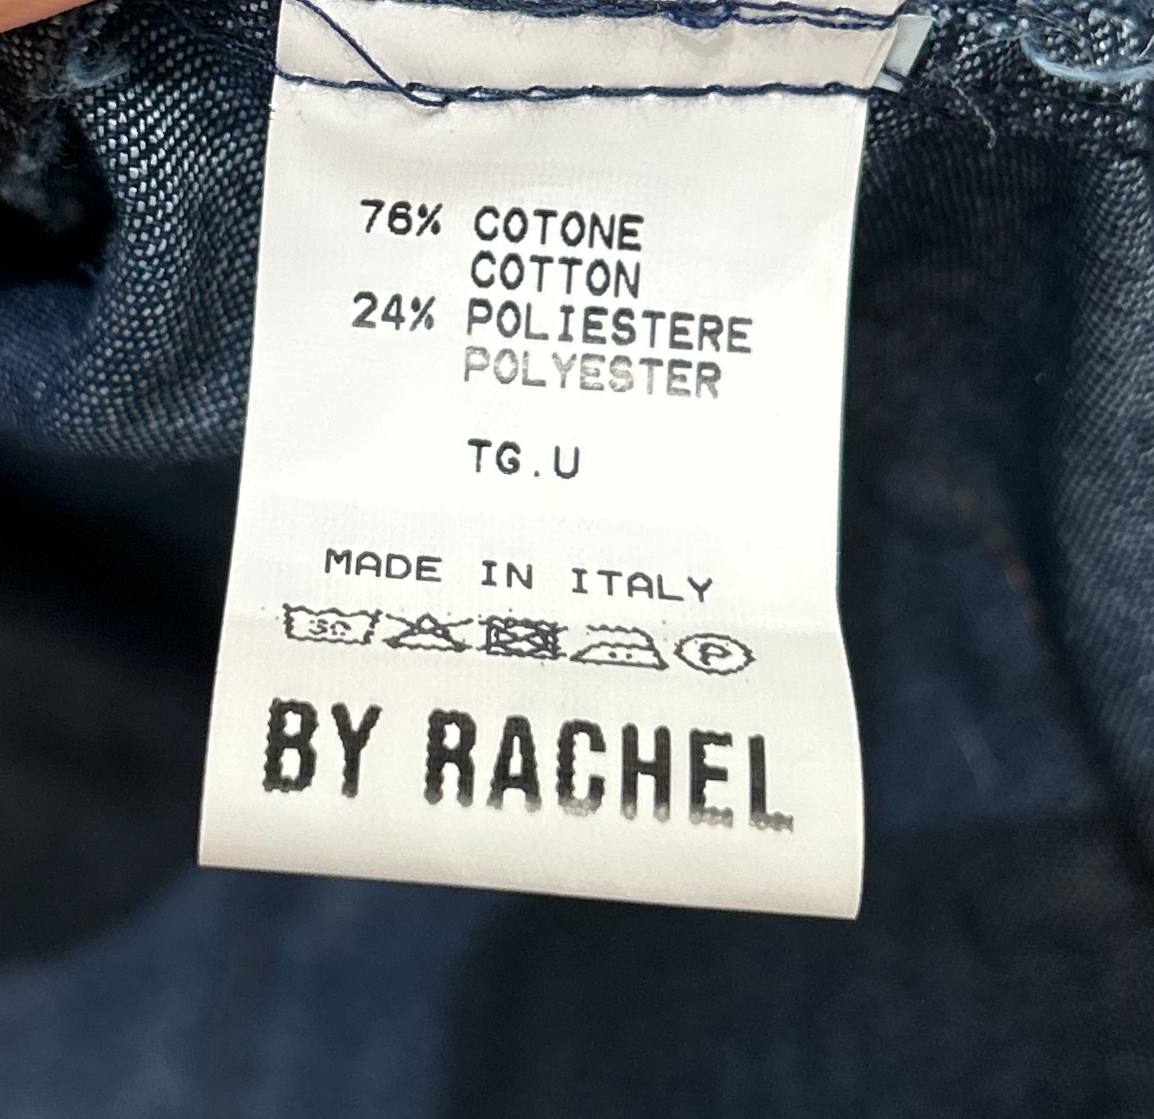 76% COTONE
COTTON
24% POLIESTERE
POLYESTER
TG.U
MADE IN ITALY
30
P
BY RACHEL